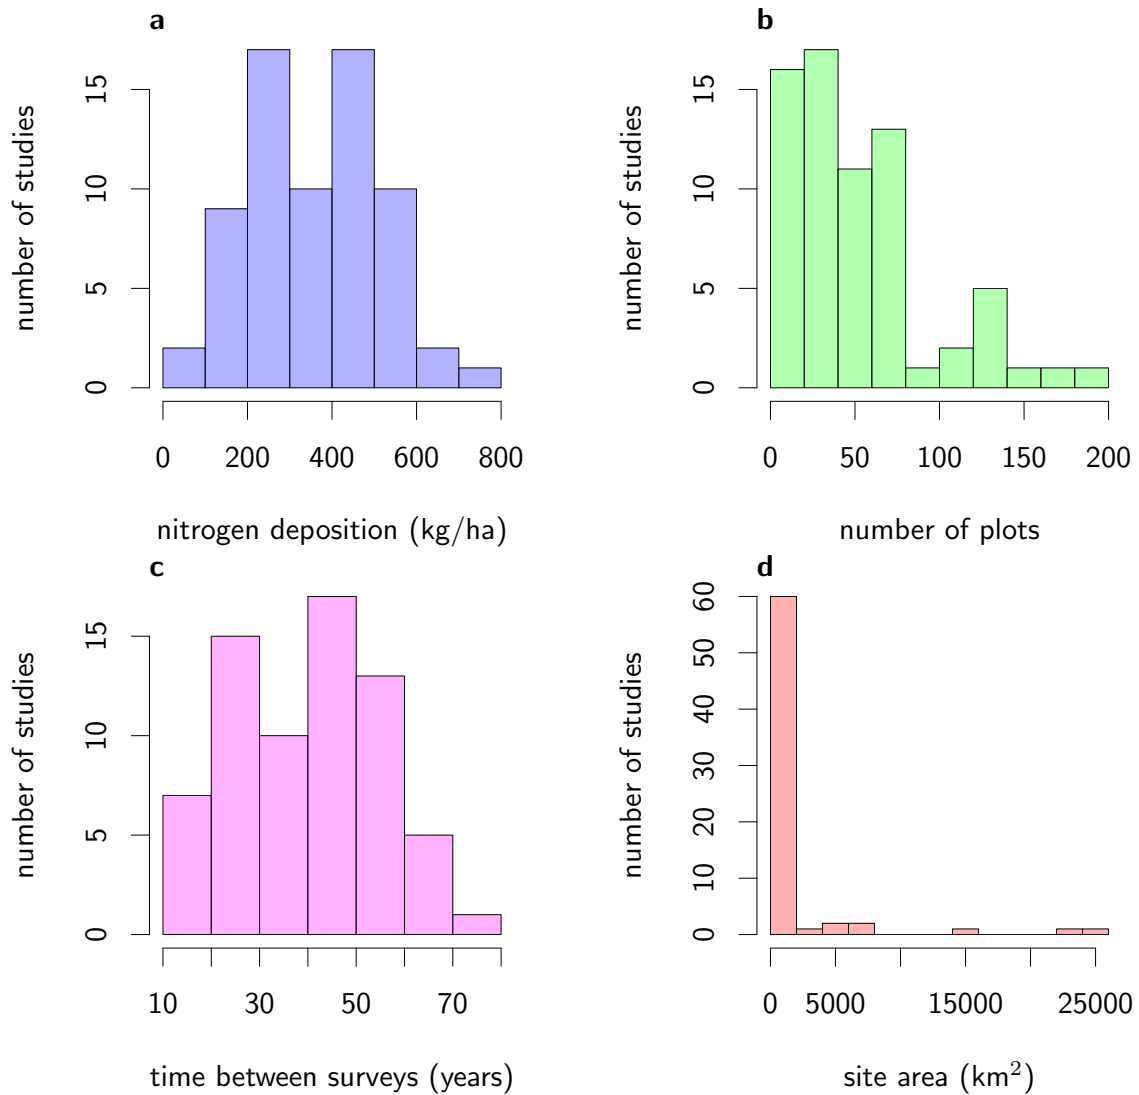 a
number of studies
15
10
5
0
0 200 400 600 800
nitrogen deposition (kg/ha)
b
number of studies
15
10
5
0
0 50 100 150 200
number of plots
c
number of studies
15
10
5
0
10 30 50 70
time between surveys (years)
d
number of studies
60
50
40
30
20
10
0
0 5000 15000 25000
site area (km²)